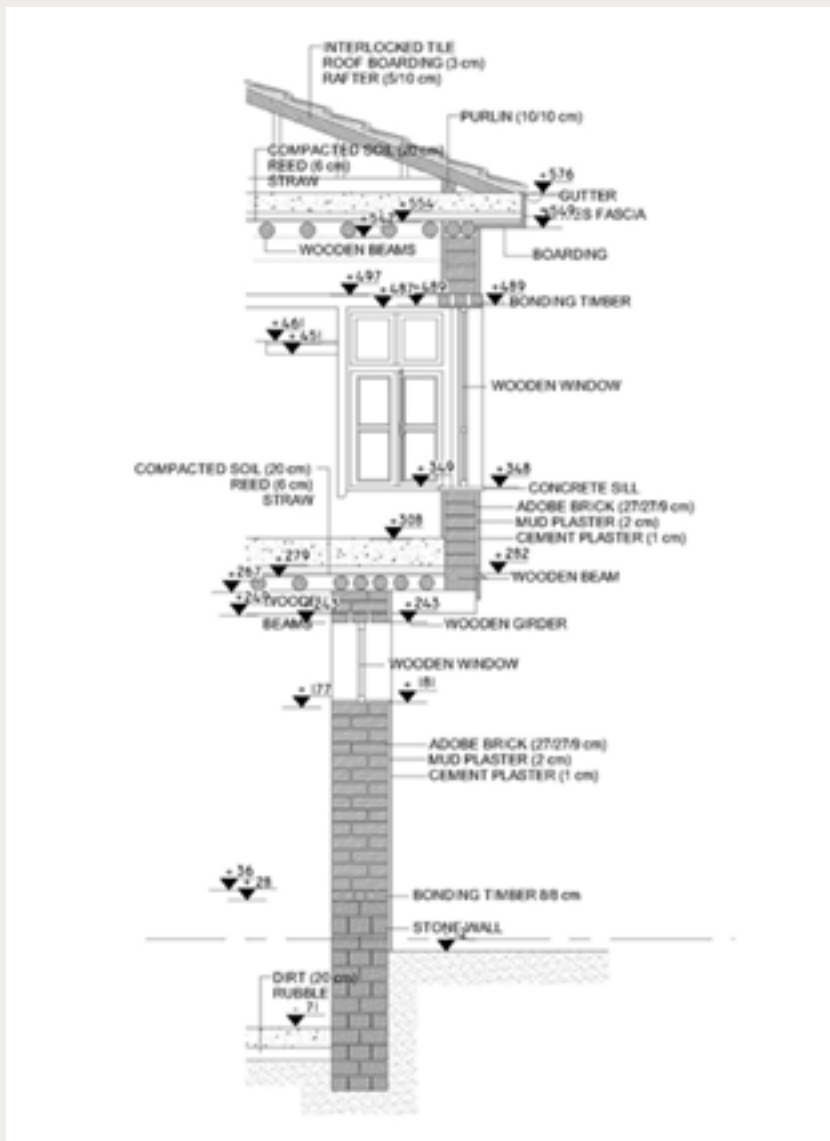 INTERLOCKED TILE
ROOF BOARDING (3 cm)
RAFTER (5/10 cm)
PURLIN (10/10 cm)
COMPACTED SOIL (20 cm)
REED (6 cm)
STRAW
+576
GUTTER
+554
FASCIA
WOODEN BEAMS
BOARDING
+497
+487
+489
+489
BONDING TIMBER
+461
+451
WOODEN WINDOW
COMPACTED SOIL (20 cm)
REED (6 cm)
STRAW
+349
+348
CONCRETE SILL
ADOBE BRICK (27/27/9 cm)
MUD PLASTER (2 cm)
CEMENT PLASTER (1 cm)
+308
+279
+282
+267
WOODEN BEAM
BEAMS
+243
+243
WOODEN GIRDER
WOODEN WINDOW
+ 177
+ 181
ADOBE BRICK (27/27/9 cm)
MUD PLASTER (2 cm)
CEMENT PLASTER (1 cm)
+ 36
+ 28
BONDING TIMBER 8/8 cm
STONE WALL
DIRT (20 cm)
RUBBLE
- 71